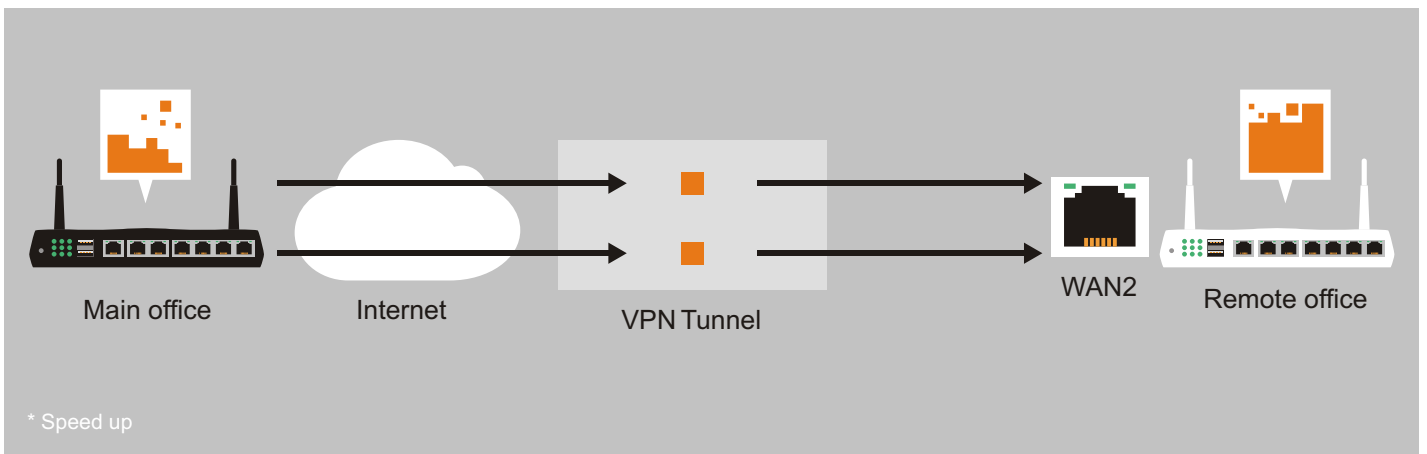 Main office
Internet
VPN Tunnel
WAN2
Remote office
* Speed up